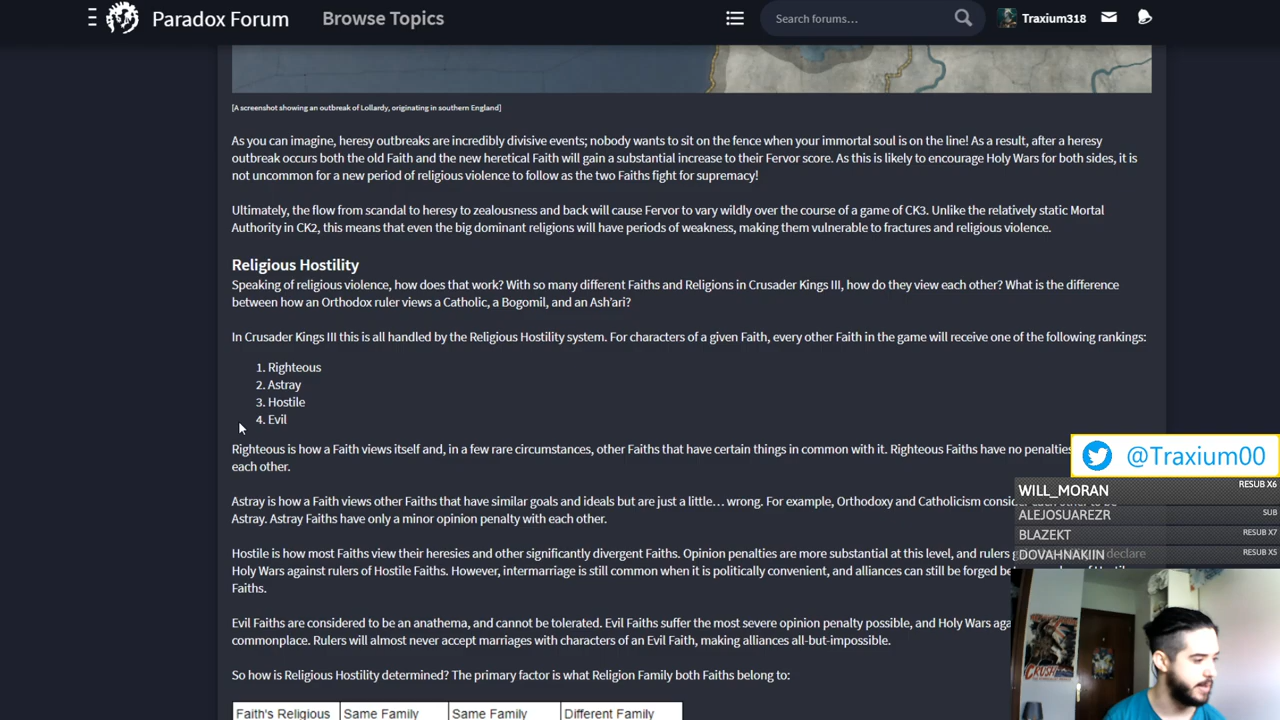 Paradox Forum
Browse Topics
Search forums...
Traxium318
[A screenshot showing an outbreak of Lollardy, originating in southern England]
As you can imagine, heresy outbreaks are incredibly divisive events; nobody wants to sit on the fence when your immortal soul is on the line! As a result, after a heresy
outbreak occurs both the old Faith and the new heretical Faith will gain a substantial increase to their Fervor score. As this is likely to encourage Holy Wars for both sides, it is
not uncommon for a new period of religious violence to follow as the two Faiths fight for supremacy!
Ultimately, the flow from scandal to heresy to zealousness and back will cause Fervor to vary wildly over the course of a game of CK3. Unlike the relatively static Mortal
Authority in CK2, this means that even the big dominant religions will have periods of weakness, making them vulnerable to fractures and religious violence.
Religious Hostility
Speaking of religious violence, how does that work? With so many different Faiths and Religions in Crusader Kings III, how do they view each other? What is the difference
between how an Orthodox ruler views a Catholic, a Bogomil, and an Ash'ari?
In Crusader Kings III this is all handled by the Religious Hostility system. For characters of a given Faith, every other Faith in the game will receive one of the following rankings:
1. Righteous
2. Astray
3. Hostile
4. Evil
Righteous is how a Faith views itself and, in a few rare circumstances, other Faiths that have certain things in common with it. Righteous Faiths have no penalties
each other.
Astray is how a Faith views other Faiths that have similar goals and ideals but are just a little... wrong. For example, Orthodoxy and Catholicism
Astray. Astray Faiths have only a minor opinion penalty with each other.
Hostile is how most Faiths view their heresies and other significantly divergent Faiths. Opinion penalties are more substantial at this level, and rulers declare
Holy Wars against rulers of Hostile Faiths. However, intermarriage is still common when it is politically convenient, and alliances can still be forged
Faiths.
Evil Faiths are considered to be an anathema, and cannot be tolerated. Evil Faiths suffer the most severe opinion penalty possible, and Holy Wars
commonplace. Rulers will almost never accept marriages with characters of an Evil Faith, making alliances all-but-impossible.
So how is Religious Hostility determined? The primary factor is what Religion Family both Faiths belong to:
Faith's Religious
Same Family
Same Family
Different Family
@Traxium00
WILL_MORAN RESUB X6
ALEJOSUAREZR SUB
BLAZEKT RESUB X7
DOVAHNAKIIN RESUB X5
CRUSH